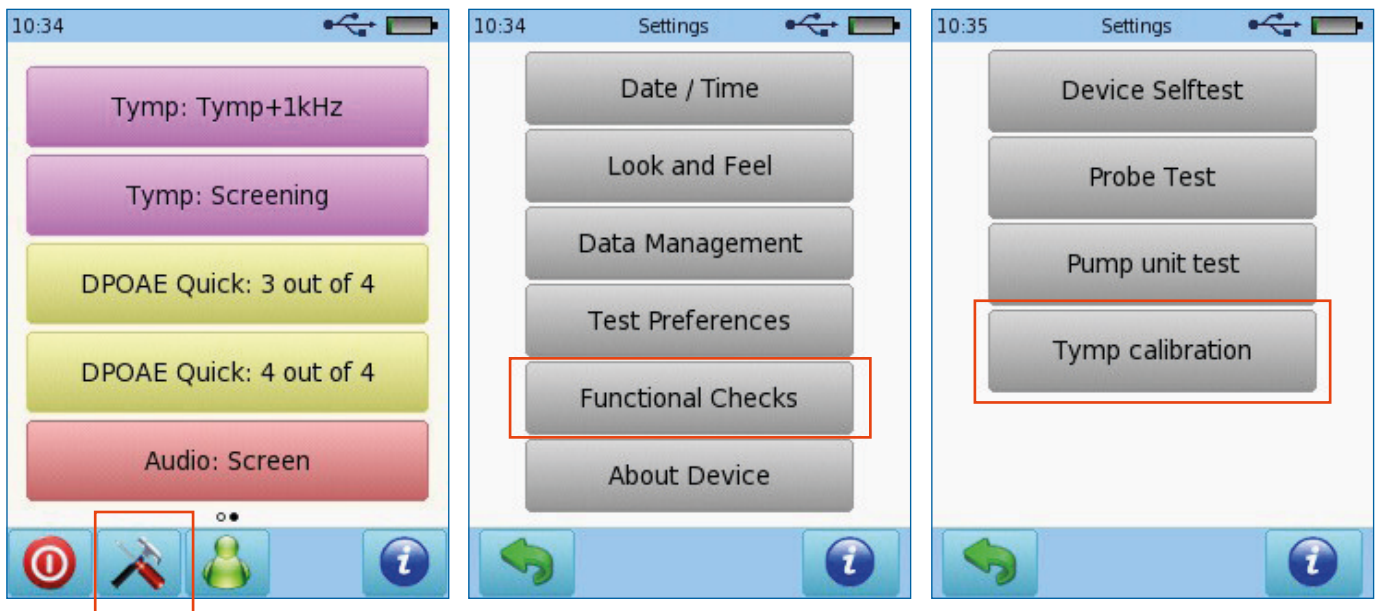 10:34
Tymp: Tymp+1kHz
Tymp: Screening
DPOAE Quick: 3 out of 4
DPOAE Quick: 4 out of 4
Audio: Screen
i
10:34 Settings
Date / Time
Look and Feel
Data Management
Test Preferences
Functional Checks
About Device
i
10:35 Settings
Device Selftest
Probe Test
Pump unit test
Tymp calibration
i